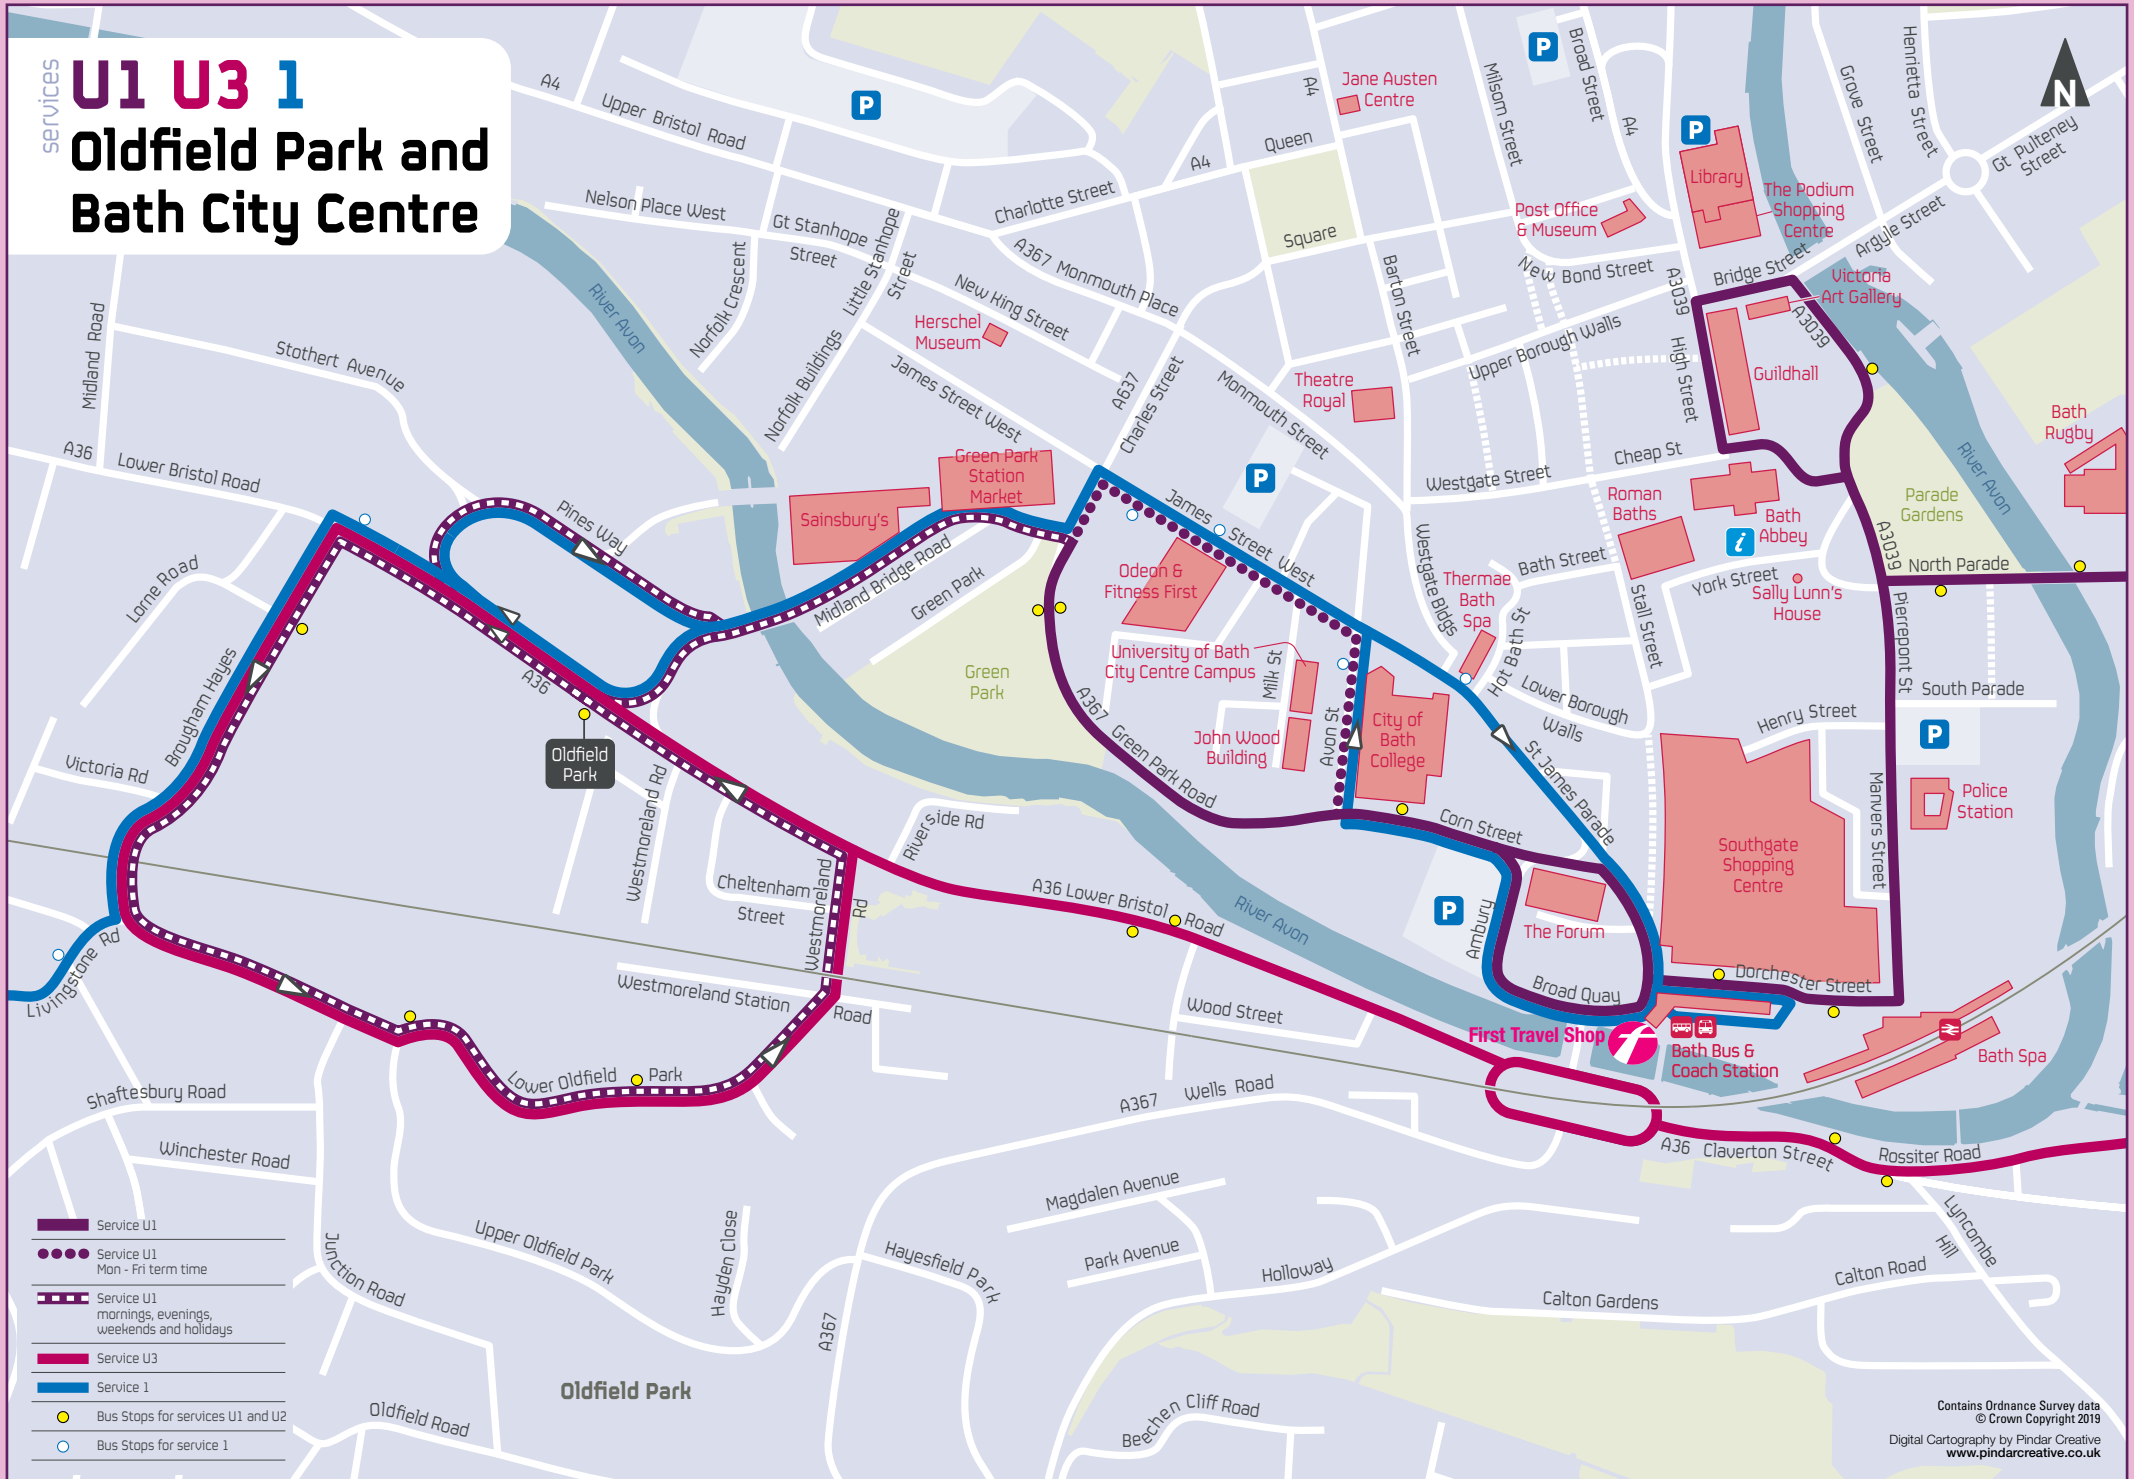 services
U1 U3 1
Oldfield Park and
Bath City Centre
A4
Upper Bristol Road
P
A4
Jane Austen
Centre
Milsom Street
P
Broad Street
A4
P
Library
The Podium
Shopping
Centre
Grove Street
Henrietta Street
N
Gt Pulteney
Street
Queen
A4
Charlotte Street
Square
Post Office
& Museum
Argyle Street
Bridge Street
Nelson Place West
Gt Stanhope
Street
Little Stanhope
Street
Norfolk Crescent
A367 Monmouth Place
New King Street
Herschel
Museum
James Street West
Norfolk Buildings
River Avon
A637
Charles Street
Monmouth Street
Barton Street
Theatre
Royal
New Bond Street
Upper Borough Walls
A3039
High Street
Victoria
Art Gallery
A3039
Guildhall
Bath
Rugby
River Avon
Midland Road
Stothert Avenue
A36
Lower Bristol Road
Pines Way
Sainsbury's
Green Park
Station
Market
Midland Bridge Road
Green Park
Green
Park
James Street West
P
Odeon &
Fitness First
Westgate Street
Cheap St
Westgate Bldgs
Roman
Baths
Bath
Abbey
i
Parade
Gardens
A3039
North Parade
Bath Street
York Street
Sally Lunn's
House
Thermae
Bath
Spa
Hot Bath St
Stall Street
Lower Borough
Walls
Pierrepont St
South Parade
Henry Street
P
Police
Station
Manvers Street
University of Bath
City Centre Campus
Milk St
John Wood
Building
Avon St
City of
Bath
College
St James Parade
Southgate
Shopping
Centre
Corn Street
A367 Green Park Road
Lorne Road
Brougham Hayes
Victoria Rd
A36
Oldfield
Park
Westmoreland Rd
Riverside Rd
Cheltenham
Street
Westmoreland
Rd
A36 Lower Bristol Road
River Avon
P
Ambury
The Forum
Broad Quay
Dorchester Street
First Travel Shop
Bath Bus &
Coach Station
Bath Spa
Livingstone Rd
Westmoreland Station
Road
Wood Street
Lower Oldfield Park
Shaftesbury Road
Winchester Road
A367 Wells Road
A36 Claverton Street
Rossiter Road
Lyncombe
Hill
Magdalen Avenue
Park Avenue
Holloway
Calton Road
Calton Gardens
Junction Road
Upper Oldfield Park
Hayden Close
Hayesfield Park
A367
Oldfield Park
Oldfield Road
Beechen Cliff Road
Service U1
Service U1
Mon - Fri term time
Service U1
mornings, evenings,
weekends and holidays
Service U3
Service 1
Bus Stops for services U1 and U2
Bus Stops for service 1
Contains Ordnance Survey data
© Crown Copyright 2019
Digital Cartography by Pindar Creative
www.pindarcreative.co.uk